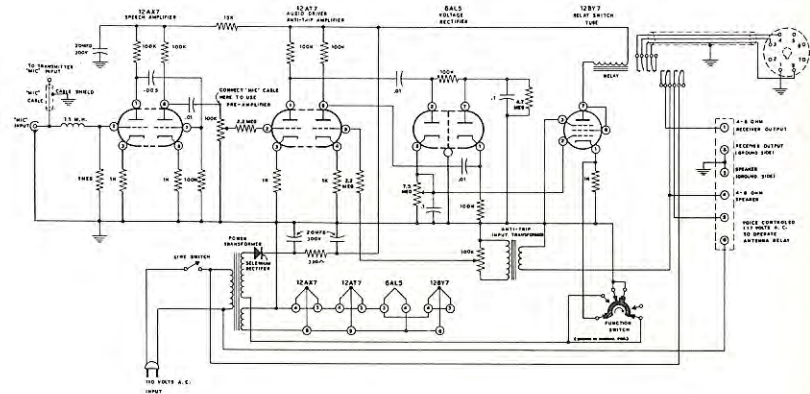 12AX7
SPEECH AMPLIFIER
12AT7
AUDIO DRIVER
ANTI-TRIP AMPLIFIER
6AL5
VOLTAGE
RECTIFIER
12BY7
RELAY SWITCH
TUBE
15K
20MFD
200V
100K
100K
100K
100K
100K
RELAY
TO TRANSMITTER
"MIC" INPUT
"MIC"
CABLE
CABLE SHIELD
.005
.01
CONNECT "MIC" CABLE
HERE TO USE
PRE-AMPLIFIER
.01
.1
4.7
MEG
"MIC"
INPUT
100K
2.2 MEG
1 MEG
1K
1K
100K
1K
1K
2.2
MEG
7.5
MEG
.1
.01
100K
1K
4-8 OHM
RECEIVER OUTPUT
RECEIVER OUTPUT
(GROUND SIDE)
SPEAKER
(GROUND SIDE)
4-8 OHM
SPEAKER
VOICE CONTROLED
117 VOLTS A.C.
TO OPERATE
ANTENNA RELAY
LINE SWITCH
POWER
TRANSFORMER
SELENIUM
RECTIFIER
20MFD
200V
100K
ANTI-TRIP
INPUT TRANSFORMER
12AX7
12AT7
6AL5
12BY7
FUNCTION
SWITCH
110 VOLTS A.C.
INPUT